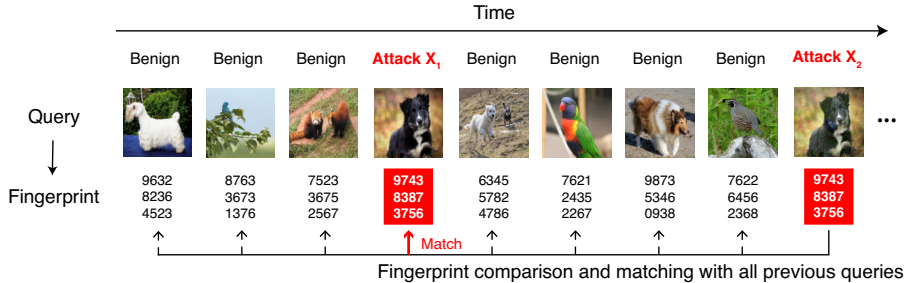 Time
Benign Benign Benign Attack X1 Benign Benign Benign Benign Attack X2
Query
...
Fingerprint
9632 8763 7523 9743 6345 7621 9873 7622 9743
8236 3673 3675 8387 5782 2435 5346 6456 8387
4523 1376 2567 3756 4786 2267 0938 2368 3756
Match
Fingerprint comparison and matching with all previous queries